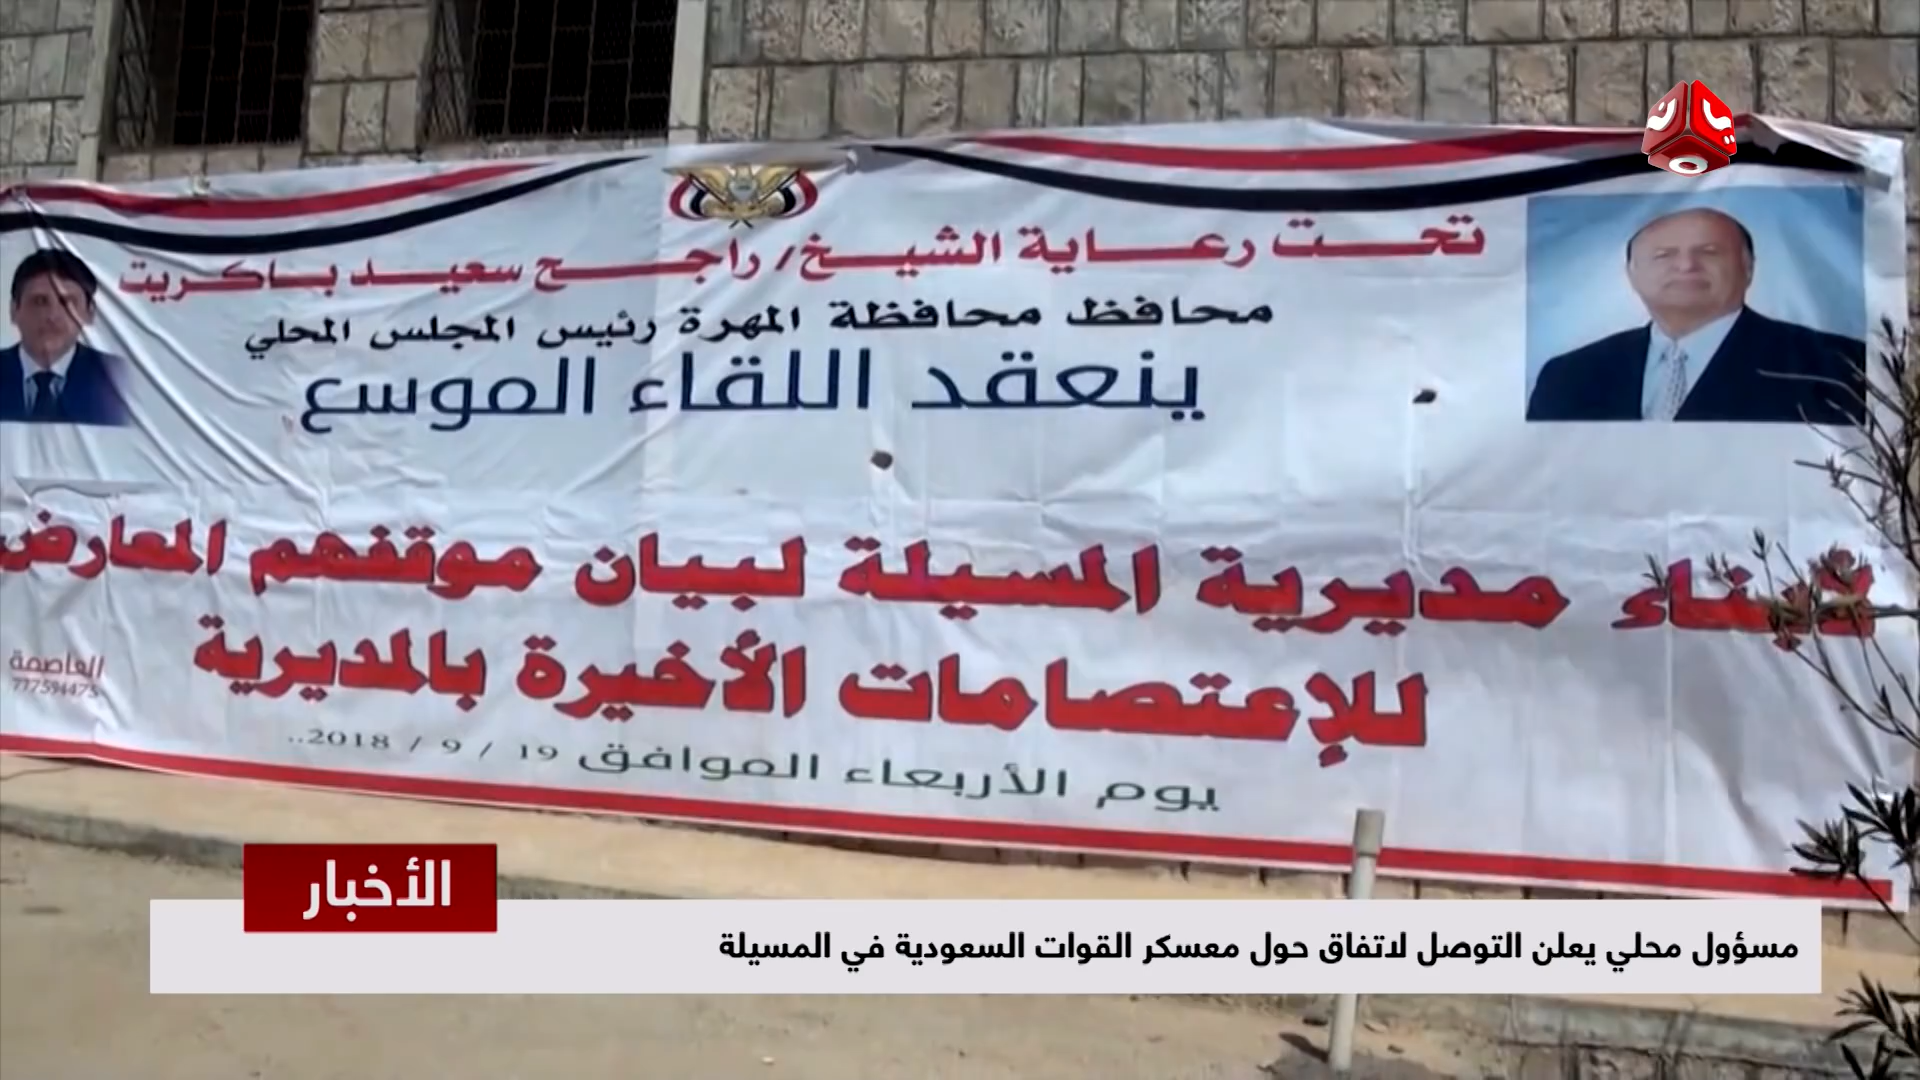 تحت رعاية الشيخ/ راجح سعيد باكريت
محافظ محافظة المهرة رئيس المجلس المحلي
ينعقد اللقاء الموسع
لأبناء مديرية المسيلة لبيان موقفهم المعارض
للإعتصامات الأخيرة بالمديرية
يوم الأربعاء الموافق 19 / 9 / 2018..
العاصمة
777594475
الأخبار
مسؤول محلي يعلن التوصل لاتفاق حول معسكر القوات السعودية في المسيلة